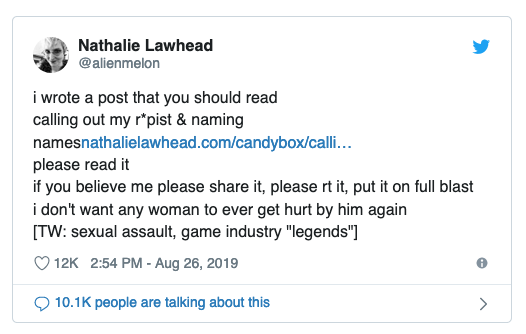 Nathalie Lawhead
@alienmelon
i wrote a post that you should read
calling out my r*pist & naming
namesnathalielawhead.com/candybox/calli…
please read it
if you believe me please share it, please rt it, put it on full blast
i don't want any woman to ever get hurt by him again
[TW: sexual assault, game industry "legends"]
12K 2:54 PM - Aug 26, 2019
10.1K people are talking about this